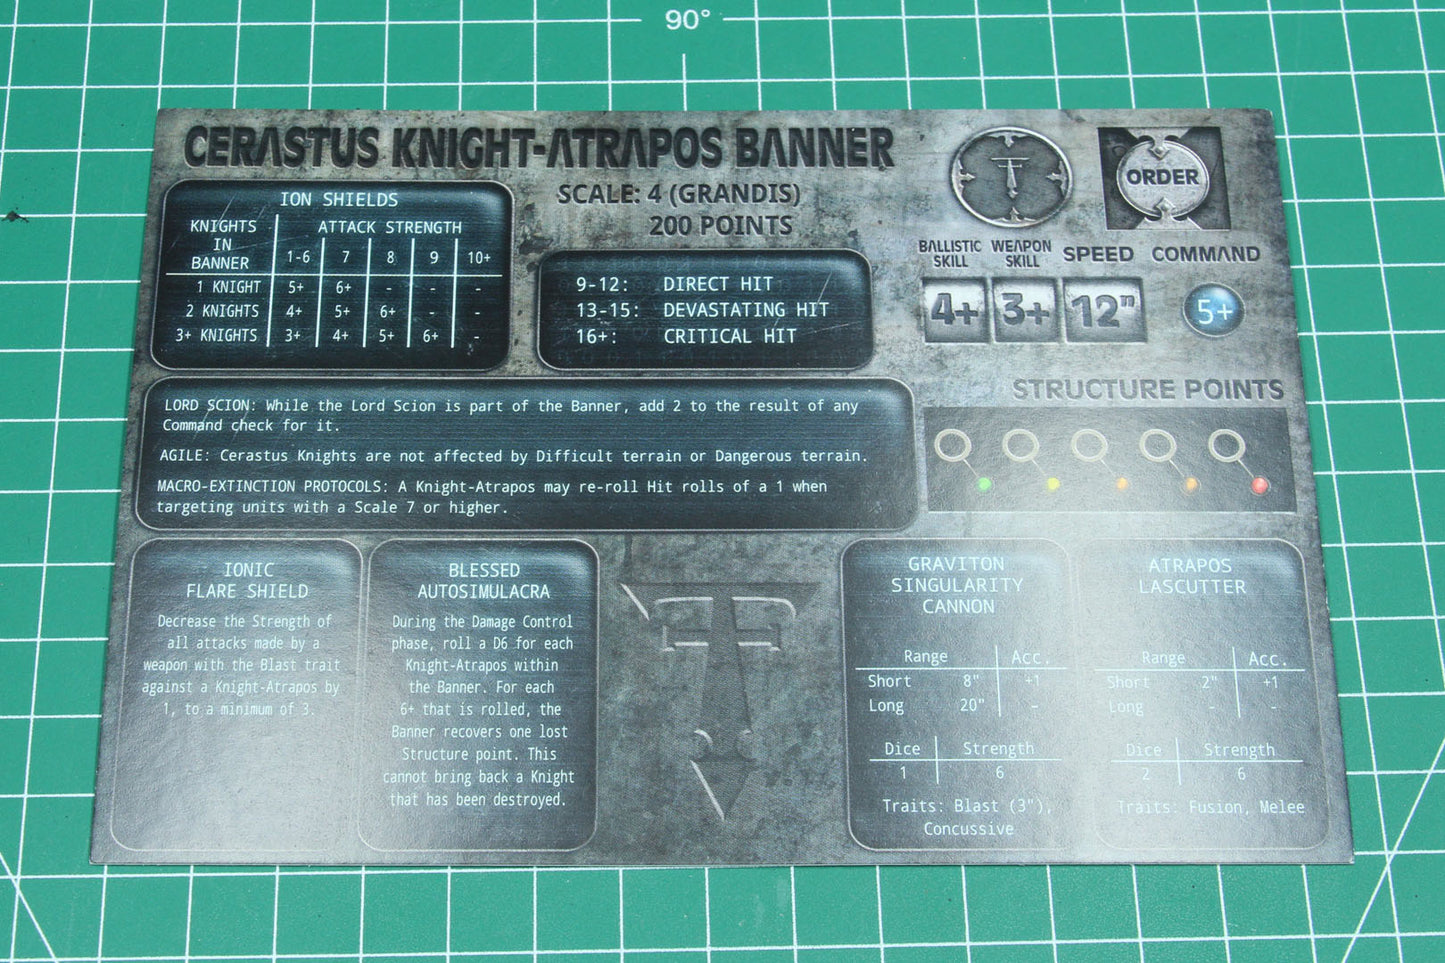 90°
CERASTUS KNIGHT-ATRAPOS BANNER
SCALE: 4 (GRANDIS)
200 POINTS
ORDER
ION SHIELDS
KNIGHTS IN BANNER
ATTACK STRENGTH
1-6 7 8 9 10+
1 KNIGHT 5+ 6+ - - -
2 KNIGHTS 4+ 5+ 6+ - -
3+ KNIGHTS 3+ 4+ 5+ 6+ -
9-12: DIRECT HIT
13-15: DEVASTATING HIT
16+: CRITICAL HIT
BALLISTIC SKILL WEAPON SKILL SPEED COMMAND
4+ 3+ 12" 5+
STRUCTURE POINTS
LORD SCION: While the Lord Scion is part of the Banner, add 2 to the result of any
Command check for it.
AGILE: Cerastus Knights are not affected by Difficult terrain or Dangerous terrain.
MACRO-EXTINCTION PROTOCOLS: A Knight-Atrapos may re-roll Hit rolls of a 1 when
targeting units with a Scale 7 or higher.
IONIC
FLARE SHIELD
Decrease the Strength of
all attacks made by a
weapon with the Blast trait
against a Knight-Atrapos by
1, to a minimum of 3.
BLESSED
AUTOSIMULACRA
During the Damage Control
phase, roll a D6 for each
Knight-Atrapos within
the Banner. For each
6+ that is rolled, the
Banner recovers one lost
Structure point. This
cannot bring back a Knight
that has been destroyed.
GRAVITON
SINGULARITY
CANNON
Range Acc.
Short 8" +1
Long 20" -
Dice Strength
1 6
Traits: Blast (3"),
Concussive
ATRAPOS
LASCUTTER
Range Acc.
Short 2" +1
Long - -
Dice Strength
2 6
Traits: Fusion, Melee